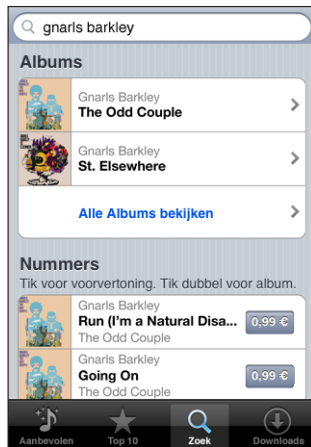 gnarls barkley
Albums
Gnarls Barkley
The Odd Couple
Gnarls Barkley
St. Elsewhere
Alle Albums bekijken
Nummers
Tik voor voorvertoning. Tik dubbel voor album.
Gnarls Barkley
Run (I'm a Natural Disa... 0,99 €
The Odd Couple
Gnarls Barkley
Going On 0,99 €
The Odd Couple
Aanbevolen Top 10 Zoek Downloads